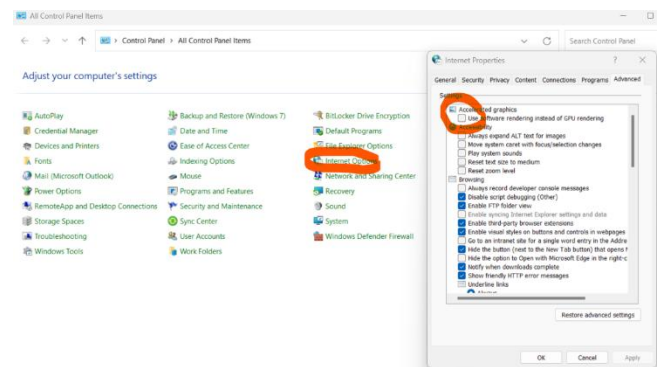 All Control Panel Items
Control Panel > All Control Panel Items
Search Control Panel
Adjust your computer's settings
AutoPlay
Backup and Restore (Windows 7)
BitLocker Drive Encryption
Credential Manager
Date and Time
Default Programs
Devices and Printers
Ease of Access Center
File Explorer Options
Fonts
Indexing Options
Internet Options
Mail (Microsoft Outlook)
Mouse
Network and Sharing Center
Power Options
Programs and Features
Recovery
RemoteApp and Desktop Connections
Security and Maintenance
Sound
Storage Spaces
Sync Center
System
Troubleshooting
User Accounts
Windows Defender Firewall
Windows Tools
Work Folders
Internet Properties
General Security Privacy Content Connections Programs Advanced
Settings
Accelerated graphics
Use software rendering instead of GPU rendering
Accessibility
Always expand ALT text for images
Move system caret with focus/selection changes
Play system sounds
Reset text size to medium
Reset zoom level
Browsing
Always record developer console messages
Disable script debugging (Other)
Enable FTP folder view
Enable syncing Internet Explorer settings and data
Enable third-party browser extensions
Enable visual styles on buttons and controls in webpages
Go to an intranet site for a single word entry in the Addre
Hide the button (next to the New Tab button) that opens
Hide the option to Open with Microsoft Edge in the right-c
Notify when downloads complete
Show friendly HTTP error messages
Underline links
Restore advanced settings
OK Cancel Apply